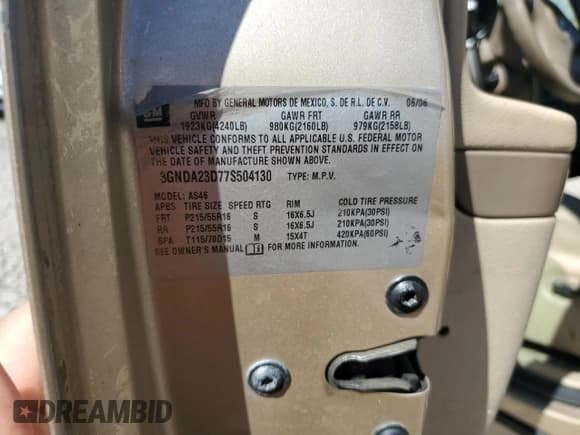 GM
MFD BY GENERAL MOTORS DE MEXICO, S. DE R.L. DE C.V. 06/06
GVWR GAWR FRT GAWR RR
1923KG(4240LB) 980KG(2160LB) 979KG(2158LB)
THIS VEHICLE CONFORMS TO ALL APPLICABLE U.S. FEDERAL MOTOR
VEHICLE SAFETY AND THEFT PREVENTION STANDARDS IN EFFECT ON
THE DATE OF MANUFACTURE SHOWN ABOVE.
3GNDA23D77S504130 TYPE: M.P.V.
MODEL: AS46
APBS TIRE SIZE SPEED RTG RIM COLD TIRE PRESSURE
FRT P215/55R16 S 16X6.5J 210KPA(30PSI)
RR P215/55R16 S 16X6.5J 210KPA(30PSI)
SPA T115/70D15 M 15X4T 420KPA(60PSI)
SEE OWNER'S MANUAL FOR MORE INFORMATION.
DREAMBID